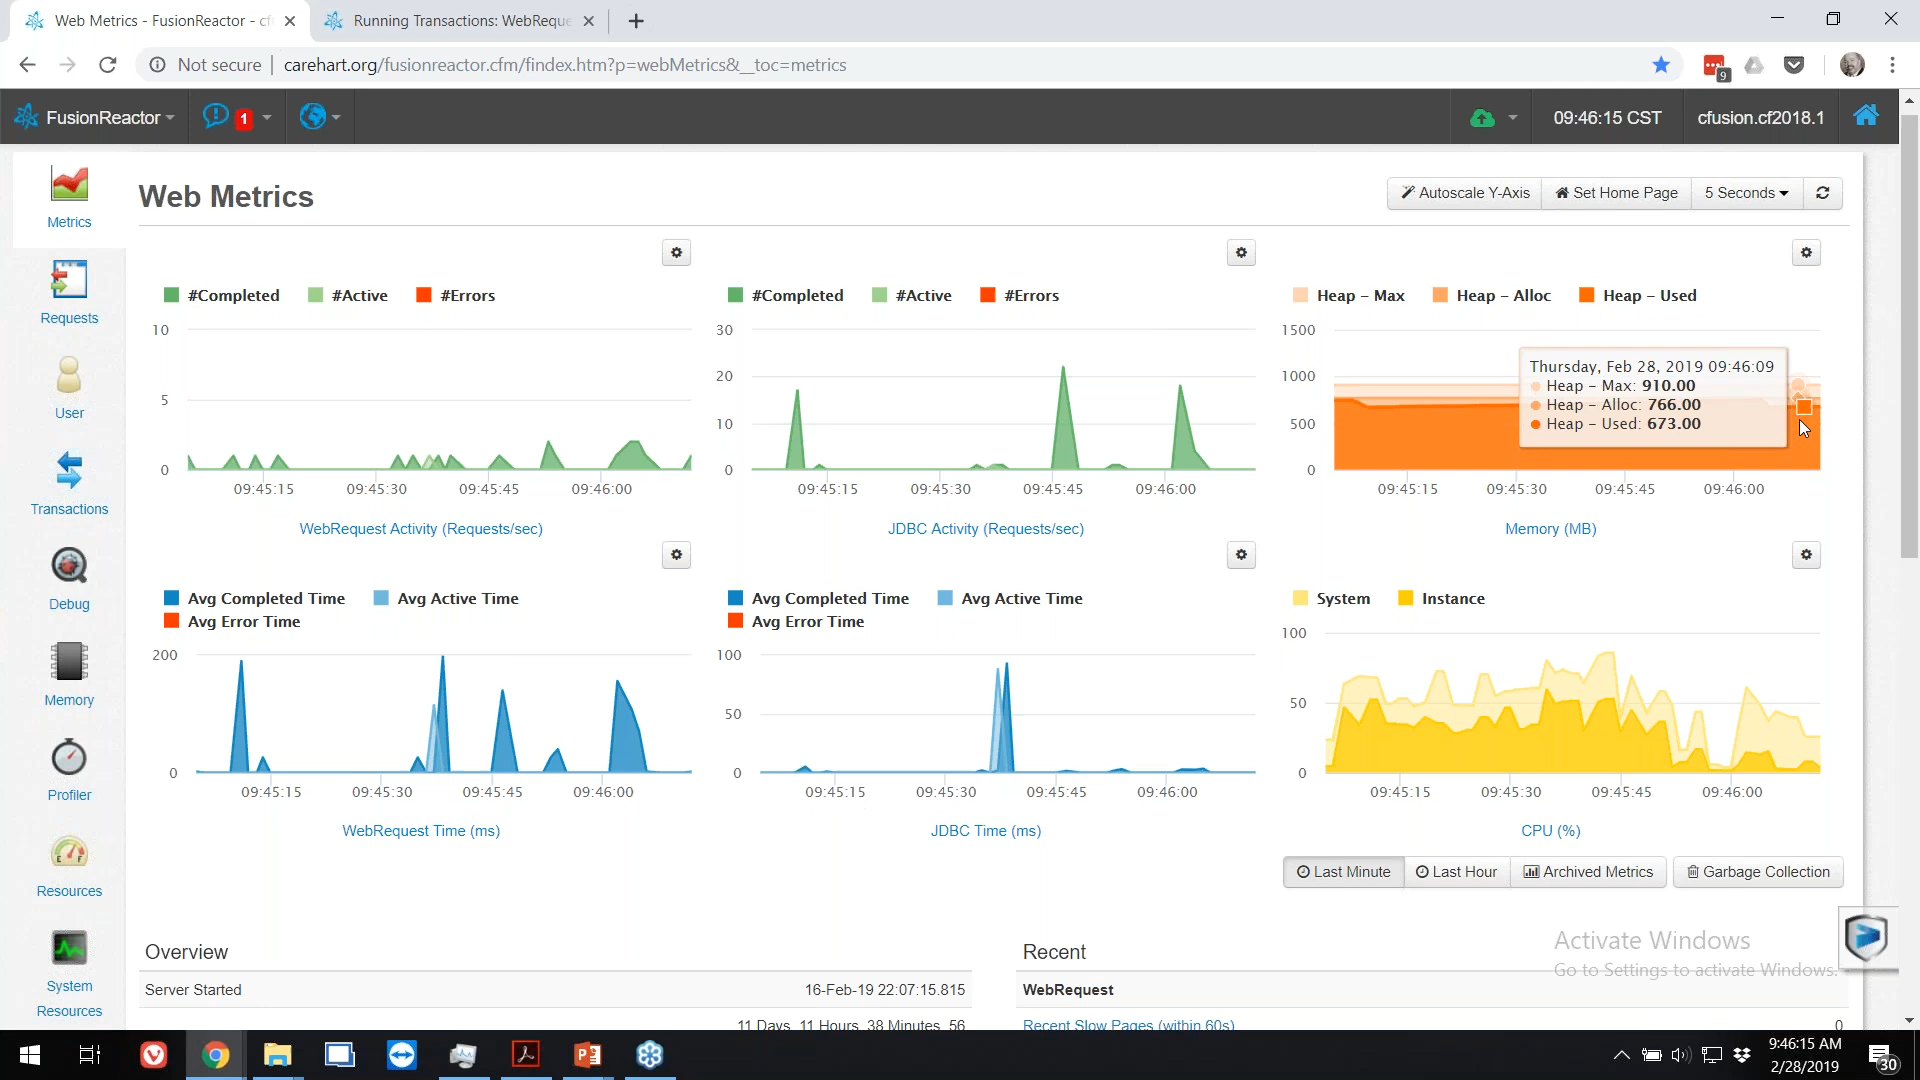 Web Metrics - FusionReactor - cf
Running Transactions: WebReque
Not secure
carehart.org/fusionreactor.cfm/findex.htm?p=webMetrics&__toc=metrics
9
FusionReactor
1
09:46:15 CST
cfusion.cf2018.1
Metrics
Requests
User
Transactions
Debug
Memory
Profiler
Resources
System
Resources
Web Metrics
Autoscale Y-Axis
Set Home Page
5 Seconds
#Completed #Active #Errors
10
5
0
09:45:15 09:45:30 09:45:45 09:46:00
WebRequest Activity (Requests/sec)
#Completed #Active #Errors
30
20
10
0
09:45:15 09:45:30 09:45:45 09:46:00
JDBC Activity (Requests/sec)
Heap - Max Heap - Alloc Heap - Used
1500
1000
500
0
Thursday, Feb 28, 2019 09:46:09
Heap - Max: 910.00
Heap - Alloc: 766.00
Heap - Used: 673.00
09:45:15 09:45:30 09:45:45 09:46:00
Memory (MB)
Avg Completed Time Avg Active Time
Avg Error Time
200
0
09:45:15 09:45:30 09:45:45 09:46:00
WebRequest Time (ms)
Avg Completed Time Avg Active Time
Avg Error Time
100
50
0
09:45:15 09:45:30 09:45:45 09:46:00
JDBC Time (ms)
System Instance
100
50
0
09:45:15 09:45:30 09:45:45 09:46:00
CPU (%)
Last Minute
Last Hour
Archived Metrics
Garbage Collection
Overview
Server Started 16-Feb-19 22:07:15.815
11 Days, 11 Hours, 38 Minutes, 56
Recent
WebRequest
Recent Slow Pages (within 60s) 0
Activate Windows
Go to Settings to activate Windows.
9:46:15 AM
2/28/2019
30